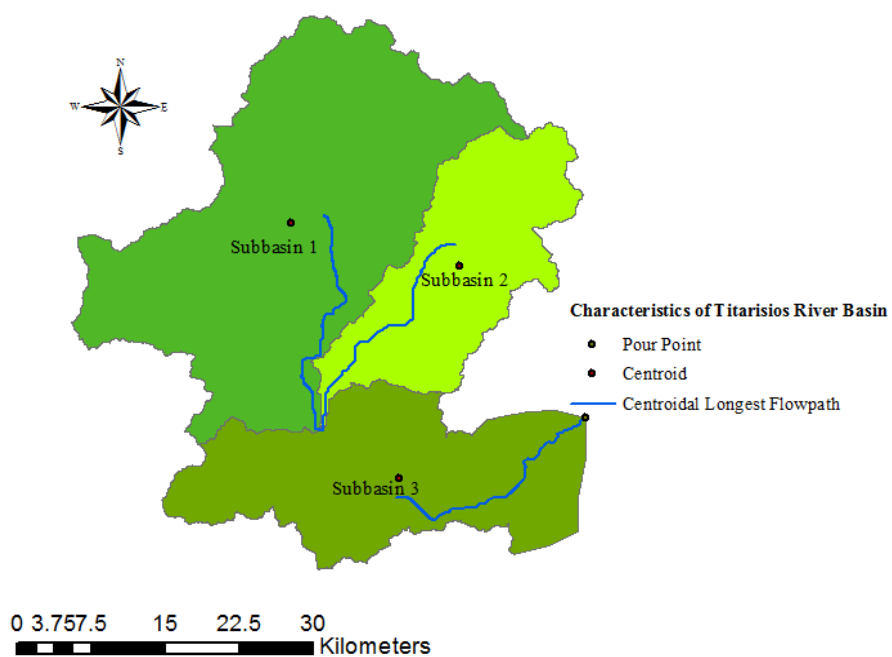 N
W E
S
Subbasin 1
Subbasin 2
Characteristics of Titarisios River Basin
Pour Point
Centroid
Centroidal Longest Flowpath
Subbasin 3
0 3.757.5 15 22.5 30
Kilometers